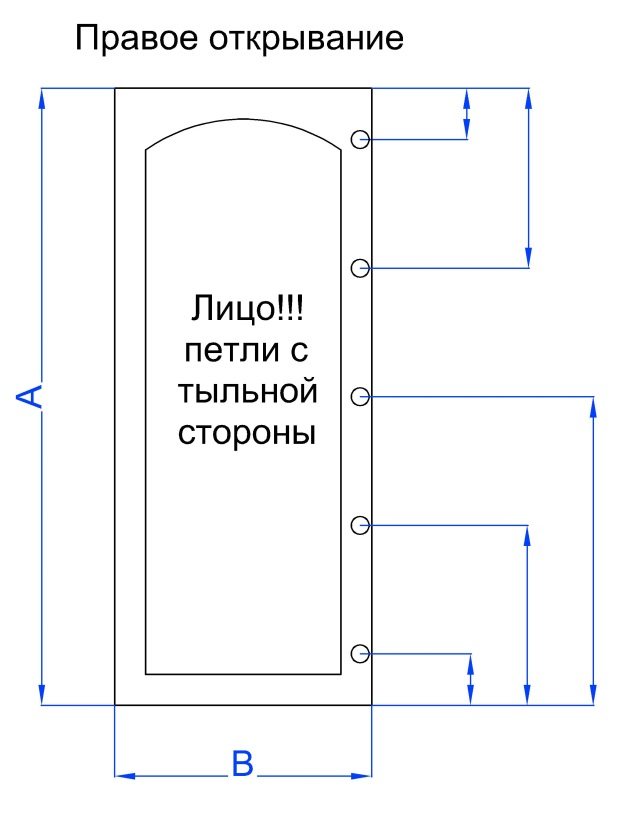 Правое открывание
Лицо!!!
петли с
тыльной
стороны
A
B